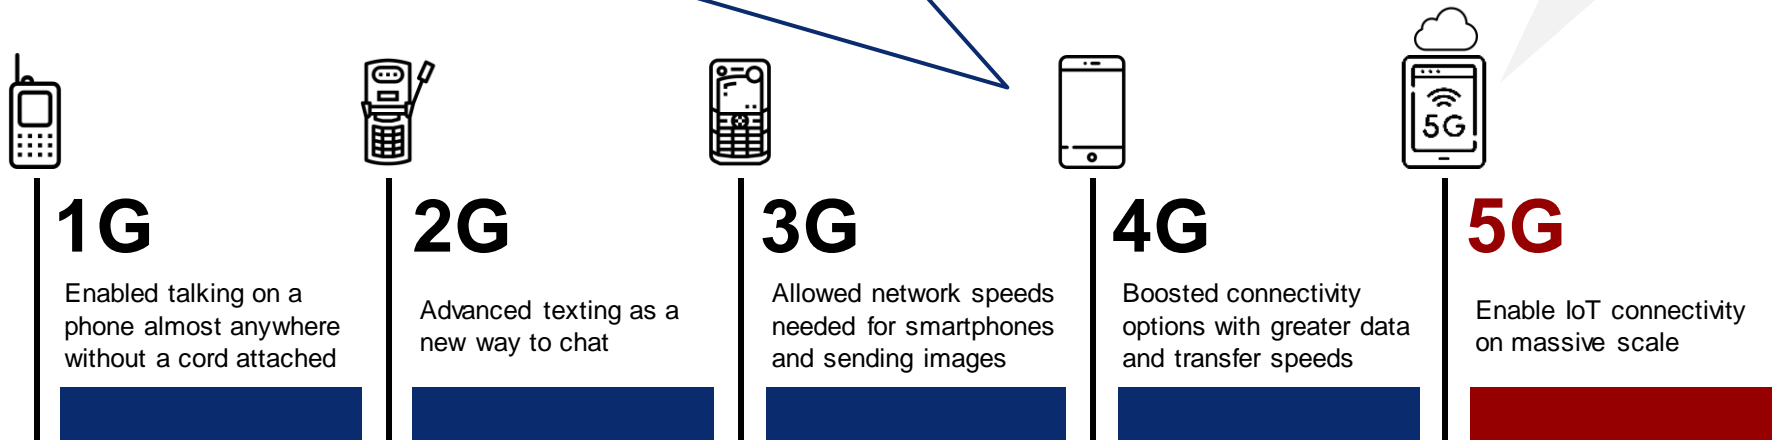 5G
1G
Enabled talking on a
phone almost anywhere
without a cord attached
2G
Advanced texting as a
new way to chat
3G
Allowed network speeds
needed for smartphones
and sending images
4G
Boosted connectivity
options with greater data
and transfer speeds
5G
Enable IoT connectivity
on massive scale